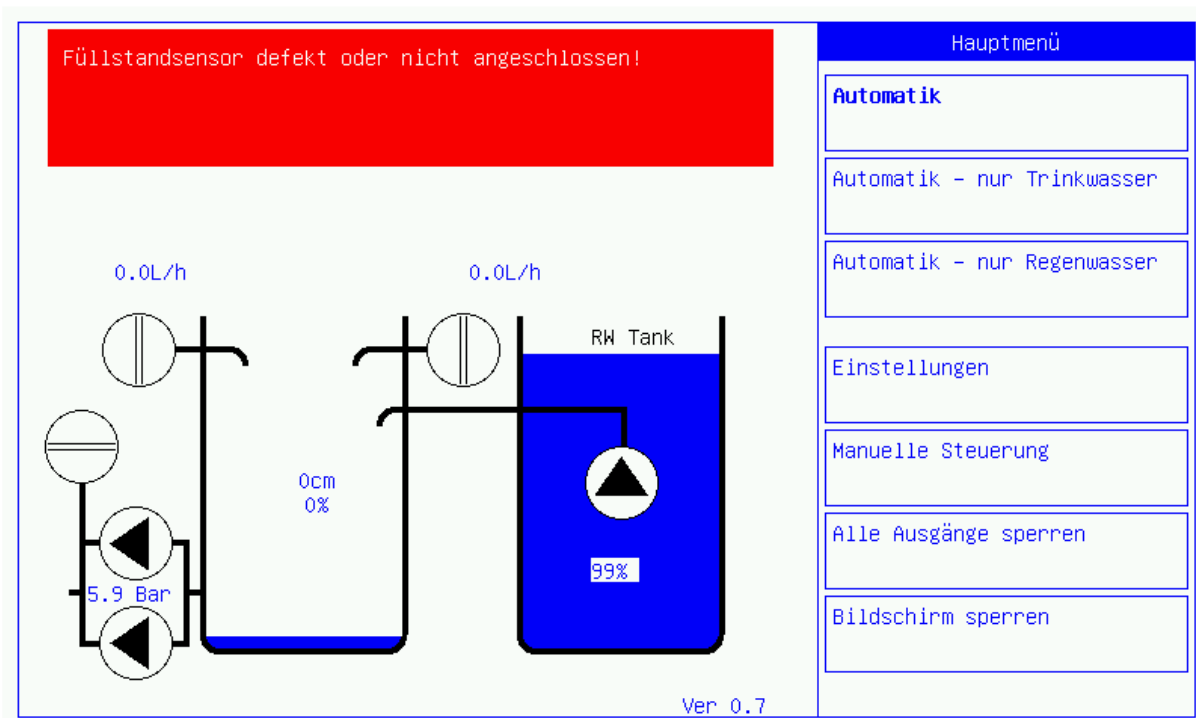 Füllstandsensor defekt oder nicht angeschlossen!
0.0L/h
0.0L/h
RW Tank
0cm
0%
99%
5.9 Bar
Ver 0.7
Hauptmenü
Automatik
Automatik - nur Trinkwasser
Automatik - nur Regenwasser
Einstellungen
Manuelle Steuerung
Alle Ausgänge sperren
Bildschirm sperren